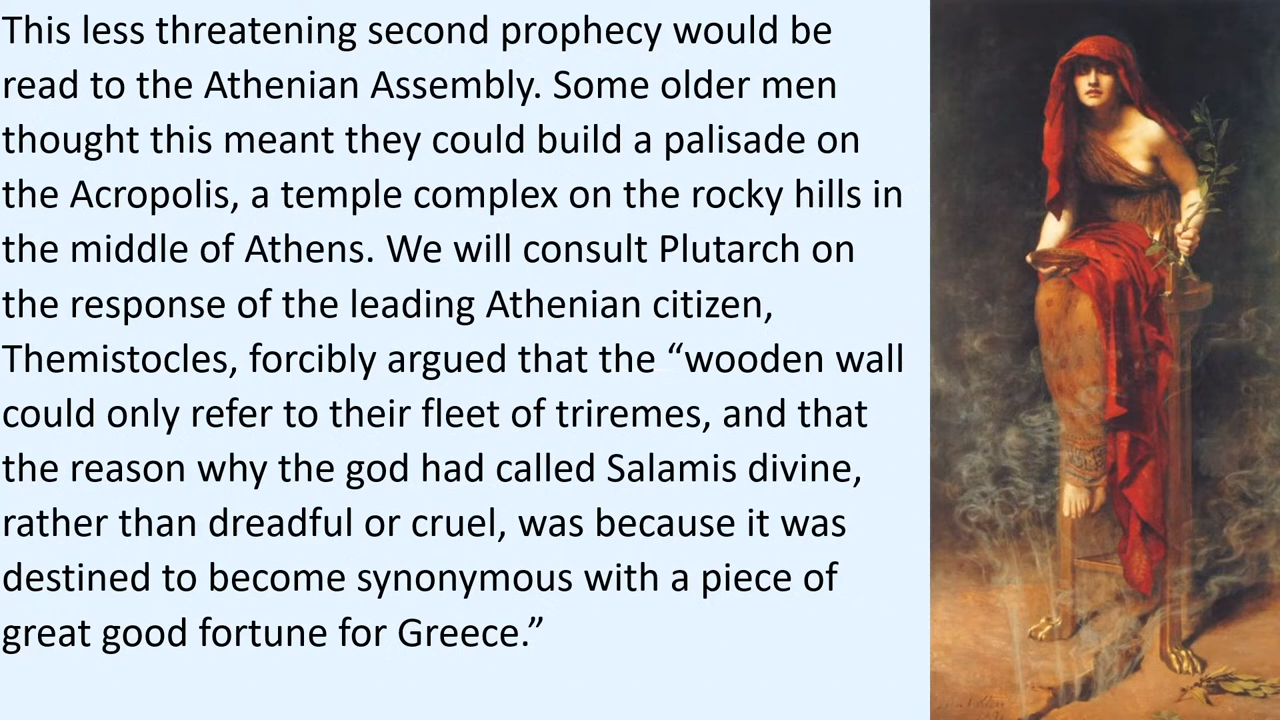 This less threatening second prophecy would be
read to the Athenian Assembly. Some older men
thought this meant they could build a palisade on
the Acropolis, a temple complex on the rocky hills in
the middle of Athens. We will consult Plutarch on
the response of the leading Athenian citizen,
Themistocles, forcibly argued that the “wooden wall
could only refer to their fleet of triremes, and that
the reason why the god had called Salamis divine,
rather than dreadful or cruel, was because it was
destined to become synonymous with a piece of
great good fortune for Greece.”